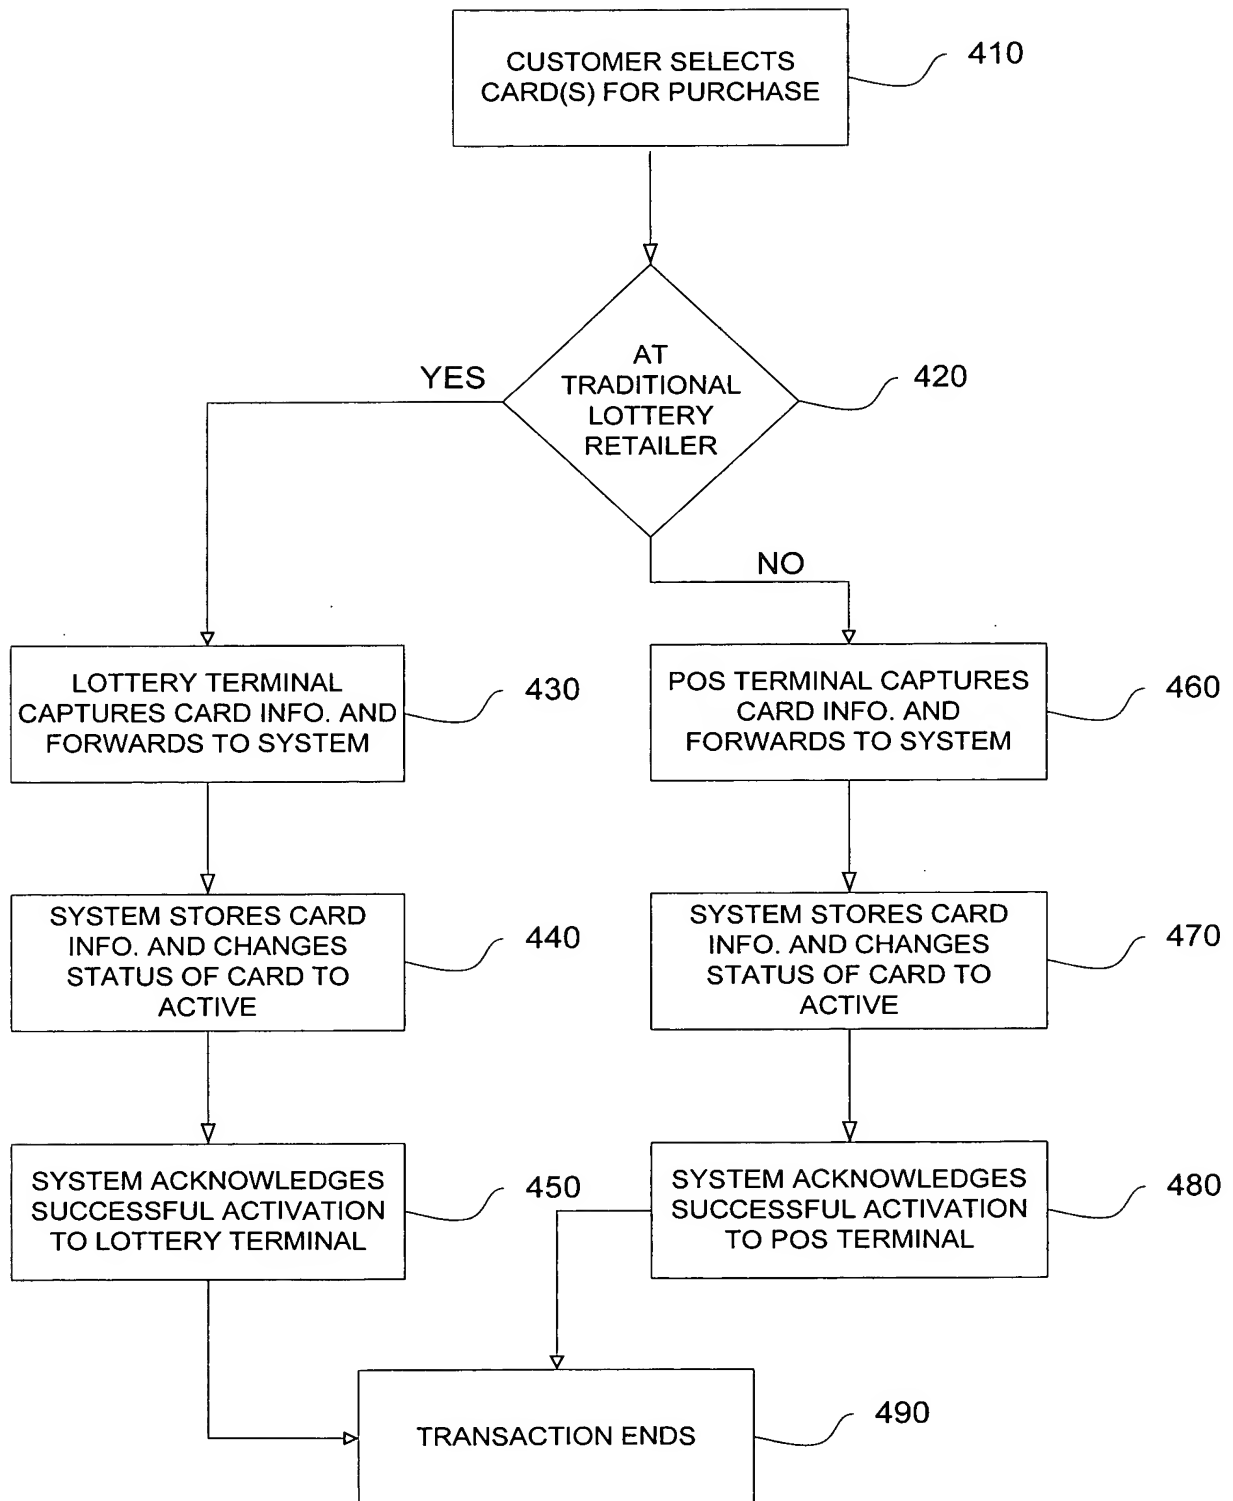 CUSTOMER SELECTS
CARD(S) FOR PURCHASE
410
AT
TRADITIONAL
LOTTERY
RETAILER
420
YES
NO
LOTTERY TERMINAL
CAPTURES CARD INFO. AND
FORWARDS TO SYSTEM
430
POS TERMINAL CAPTURES
CARD INFO. AND
FORWARDS TO SYSTEM
460
SYSTEM STORES CARD
INFO. AND CHANGES
STATUS OF CARD TO
ACTIVE
440
SYSTEM STORES CARD
INFO. AND CHANGES
STATUS OF CARD TO
ACTIVE
470
SYSTEM ACKNOWLEDGES
SUCCESSFUL ACTIVATION
TO LOTTERY TERMINAL
450
SYSTEM ACKNOWLEDGES
SUCCESSFUL ACTIVATION
TO POS TERMINAL
480
TRANSACTION ENDS
490